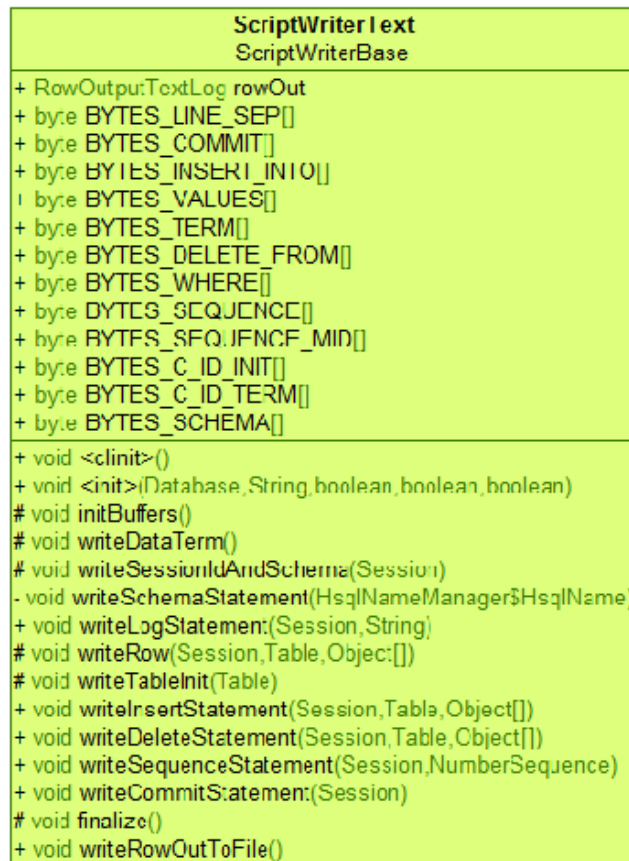 ScriptWriterText
ScriptWriterBase
+ RowOutputTextLog rowOut
+ byte BYTES_LINE_SEP[]
+ byte BYTES_COMMIT[]
+ byte BYTES_INSERT_INTO[]
+ byte BYTES_VALUES[]
+ byte BYTES_TERM[]
+ byte BYTES_DELETE_FROM[]
+ byte BYTES_WHERE[]
+ byte BYTES_SEQUENCE[]
+ byte BYTES_SEQUENCE_MID[]
+ byte BYTES_C_ID_INIT[]
+ byte BYTES_C_ID_TERM[]
+ byte BYTES_SCHEMA[]
+ void <clinit>()
+ void <init>(Database,String,boolean,boolean,boolean)
# void initBuffers()
# void writeDataTerm()
# void writeSessionIdAndSchema(Session)
- void writeSchemaStatement(HsqlNameManager$HsqlName)
+ void writeLogStatement(Session,String)
# void writeRow(Session,Table,Object[])
# void writeTableInit(Table)
+ void writeInsertStatement(Session,Table,Object[])
+ void writeDeleteStatement(Session,Table,Object[])
+ void writeSequenceStatement(Session,NumberSequence)
+ void writeCommitStatement(Session)
# void finalize()
+ void writeRowOutToFile()